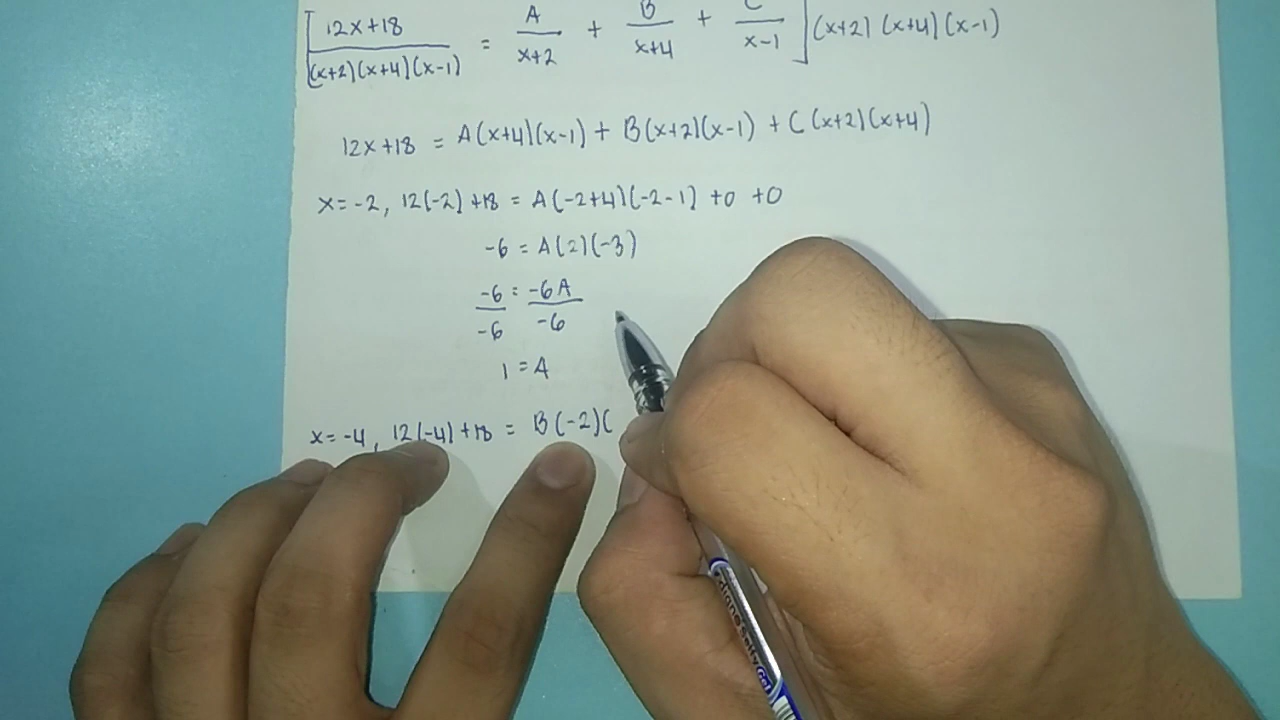 [12x+18 / (x+2)(x+4)(x-1) = A / x+2 + B / x+4 + C / x-1](x+2)(x+4)(x-1)
12x+18 = A(x+4)(x-1) + B(x+2)(x-1) + C(x+2)(x+4)
x=-2, 12(-2)+18 = A(-2+4)(-2-1) +0 +0
-6 = A(2)(-3)
-6 / -6 = -6A / -6
1 = A
x=-4, 12(-4)+18 = B(-2)(